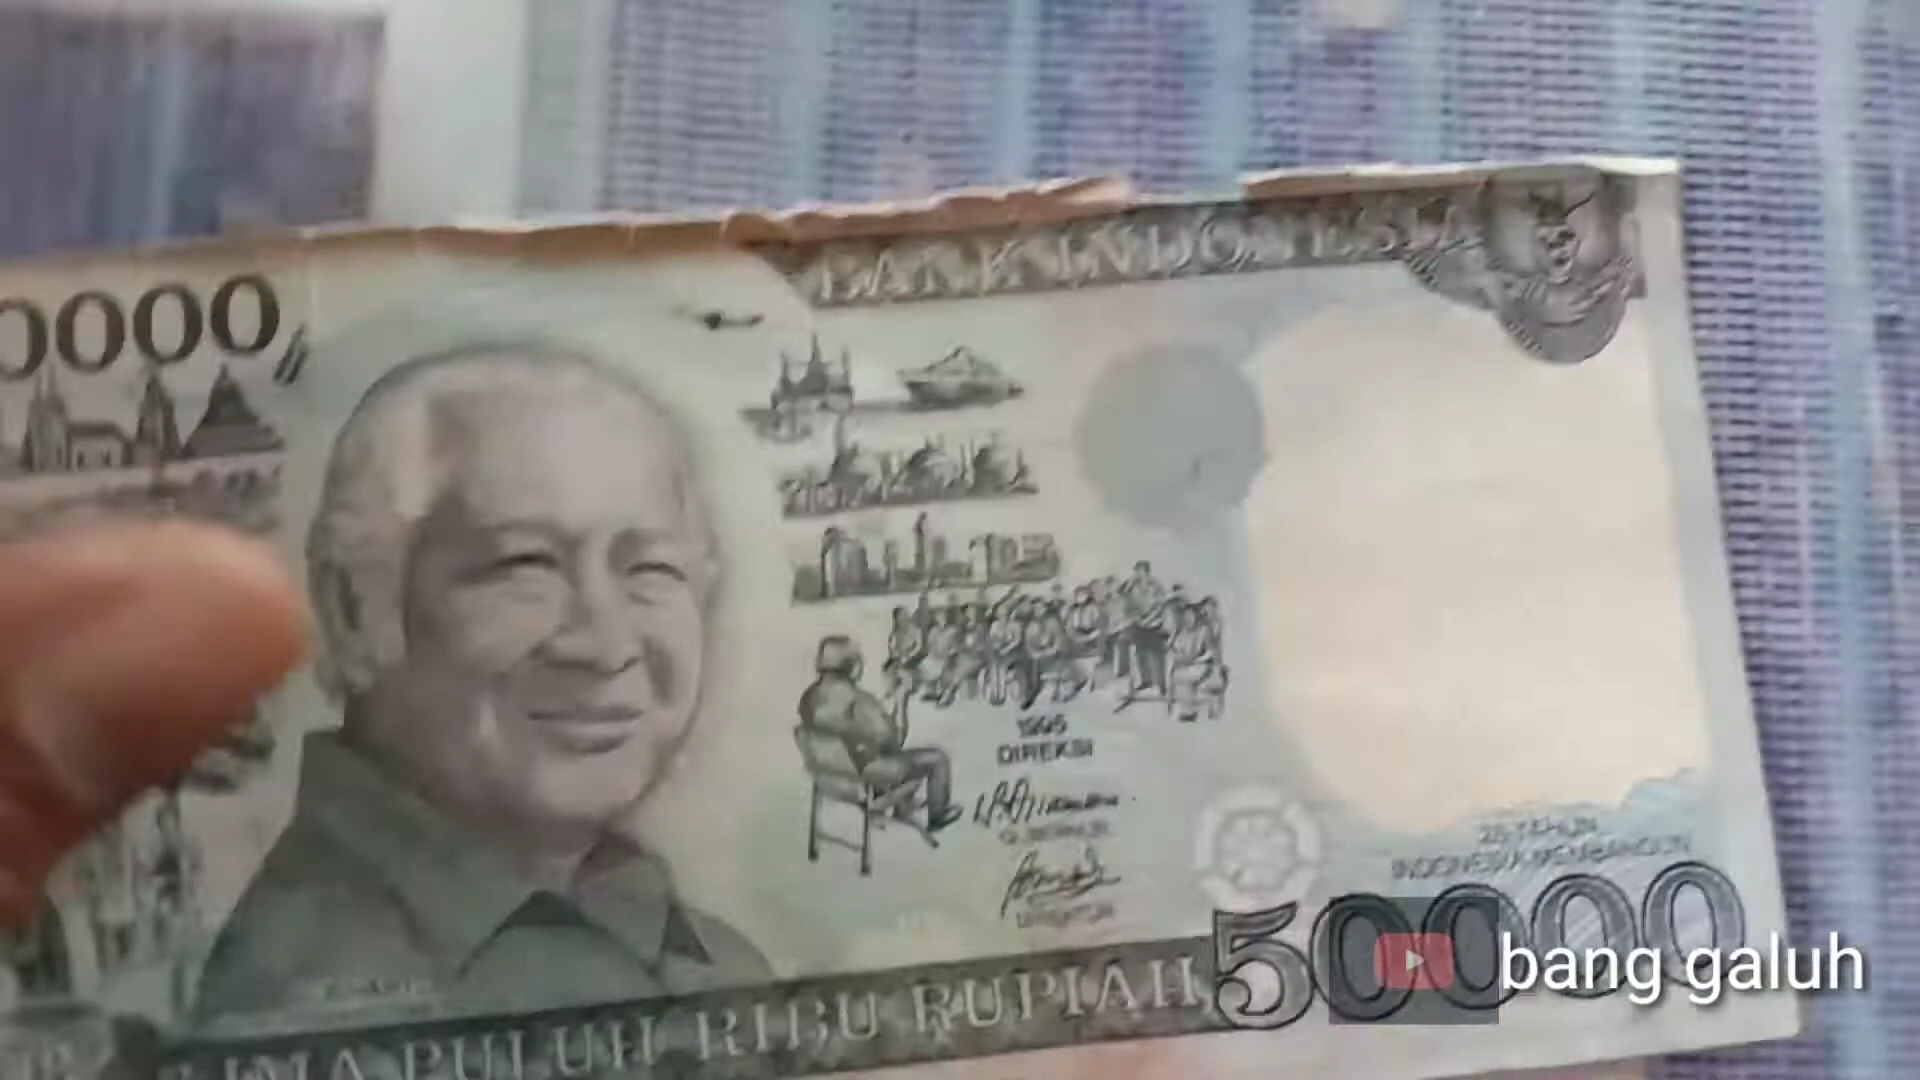 BANK INDONESIA
0000
1995
DIREKSI
GUBERNUR
DIREKTUR
25 TAHUN
INDONESIA MEMBANGUN
50000
LIMA PULUH RIBU RUPIAH
bang galuh